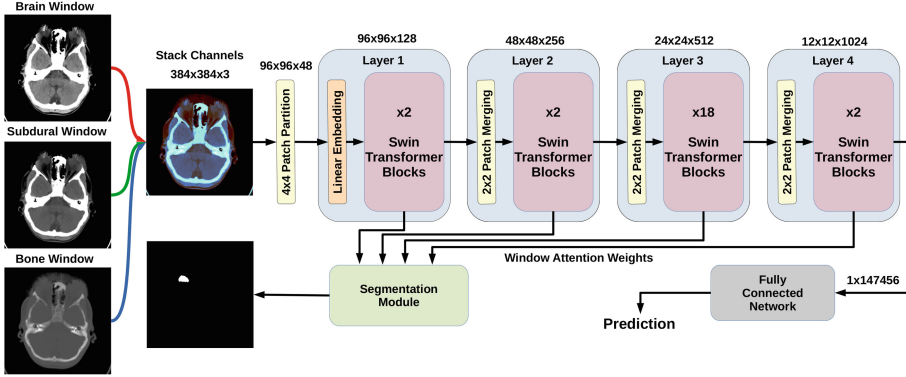 Brain Window
Subdural Window
Bone Window
Stack Channels
384x384x3
96x96x48
4x4 Patch Partition
96x96x128
Layer 1
Linear Embedding
x2
Swin
Transformer
Blocks
48x48x256
Layer 2
2x2 Patch Merging
x2
Swin
Transformer
Blocks
24x24x512
Layer 3
2x2 Patch Merging
x18
Swin
Transformer
Blocks
12x12x1024
Layer 4
2x2 Patch Merging
x2
Swin
Transformer
Blocks
Window Attention Weights
Segmentation
Module
Fully
Connected
Network
1x147456
Prediction